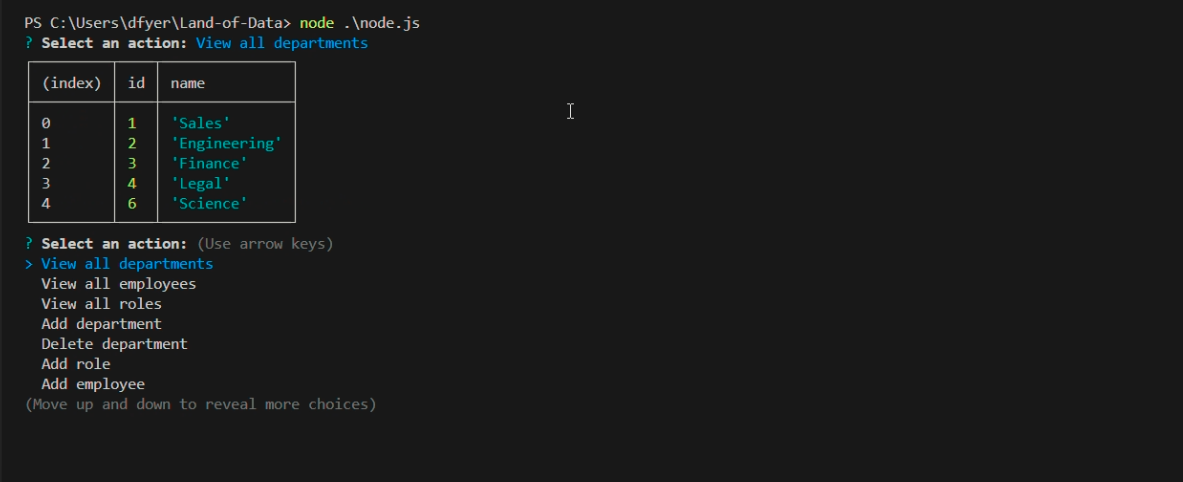 PS C:\Users\dfyer\Land-of-Data> node .\node.js
? Select an action: View all departments
(index) id name
0 1 'Sales'
1 2 'Engineering'
2 3 'Finance'
3 4 'Legal'
4 6 'Science'
? Select an action: (Use arrow keys)
> View all departments
View all employees
View all roles
Add department
Delete department
Add role
Add employee
(Move up and down to reveal more choices)